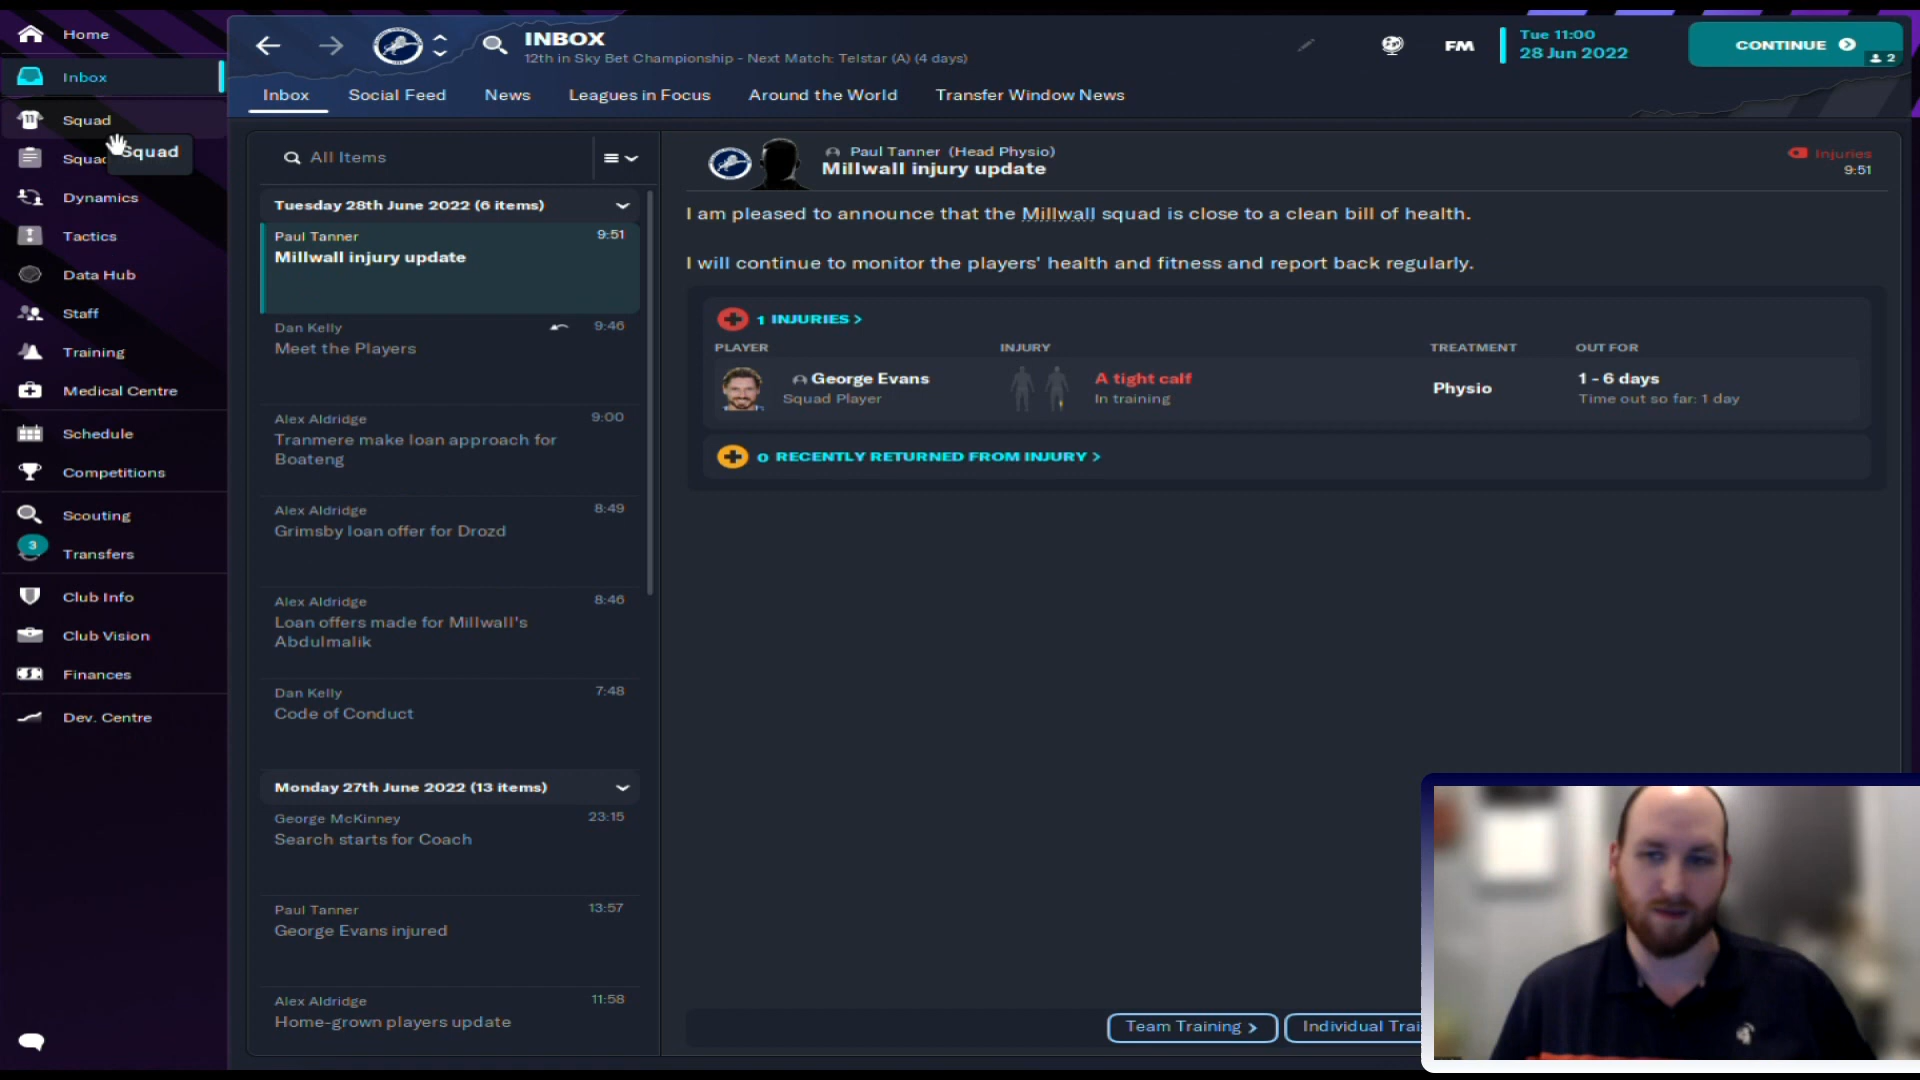 Home
Inbox
Squad
Squad
Dynamics
Tactics
Data Hub
Staff
Training
Medical Centre
Schedule
Competitions
Scouting
3
Transfers
Club Info
Club Vision
Finances
Dev. Centre
INBOX
12th in Sky Bet Championship - Next Match: Telstar (A) (4 days)
FM
Tue 11:00
28 Jun 2022
CONTINUE
2
Inbox
Social Feed
News
Leagues in Focus
Around the World
Transfer Window News
All Items
Tuesday 28th June 2022 (6 items)
Paul Tanner 9:51
Millwall injury update
Dan Kelly 9:46
Meet the Players
Alex Aldridge 9:00
Tranmere make loan approach for
Boateng
Alex Aldridge 8:49
Grimsby loan offer for Drozd
Alex Aldridge 8:46
Loan offers made for Millwall's
Abdulmalik
Dan Kelly 7:48
Code of Conduct
Monday 27th June 2022 (13 items)
George McKinney 23:15
Search starts for Coach
Paul Tanner 13:57
George Evans injured
Alex Aldridge 11:58
Home-grown players update
Paul Tanner (Head Physio)
Millwall injury update
Injuries
9:51
I am pleased to announce that the Millwall squad is close to a clean bill of health.
I will continue to monitor the players' health and fitness and report back regularly.
1 INJURIES >
PLAYER INJURY TREATMENT OUT FOR
George Evans
Squad Player
A tight calf
In training
Physio
1 - 6 days
Time out so far: 1 day
0 RECENTLY RETURNED FROM INJURY >
Team Training >
Individual Trai